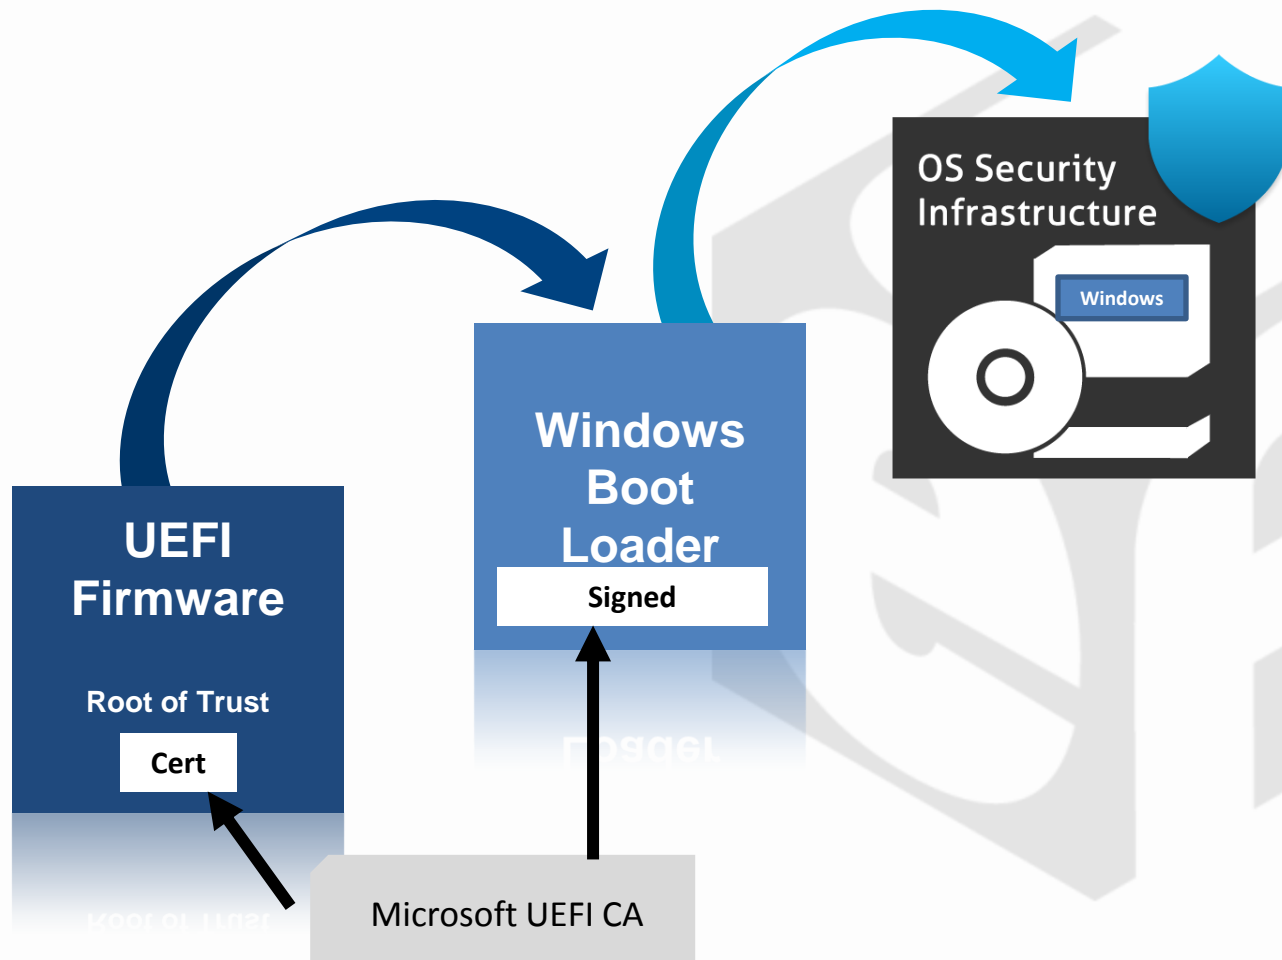 OS Security
Infrastructure
Windows
Windows
Boot
Loader
Signed
UEFI
Firmware
Root of Trust
Cert
Microsoft UEFI CA